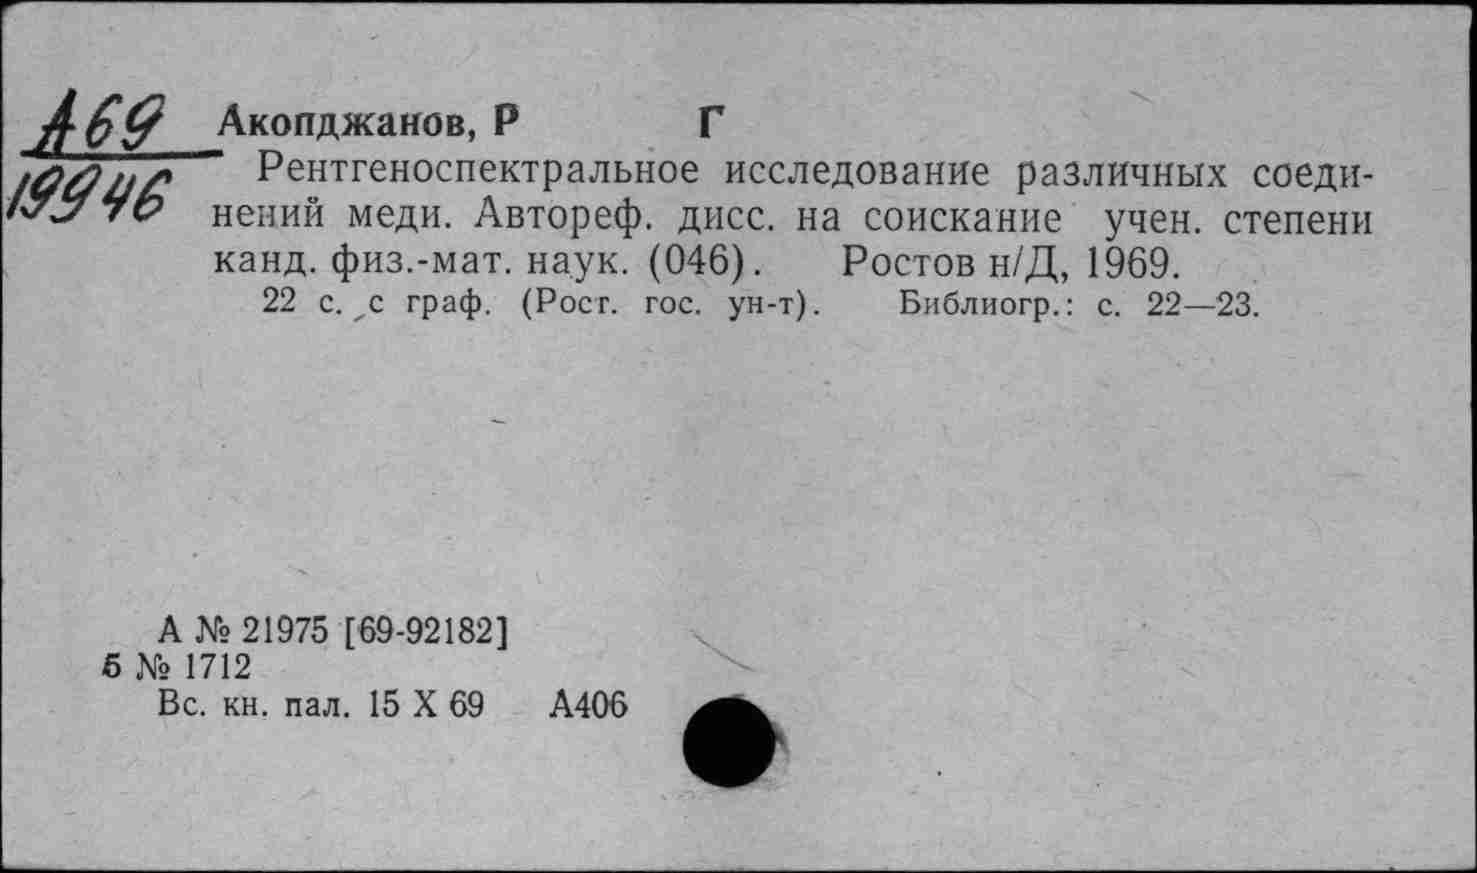 А69
19946
Акопджанов, Р Г
Рентгеноспектральное исследование различных соеди-
нений меди. Автореф. дисс. на соискание учен. степени
канд. физ.-мат. наук. (046). Ростов н/Д, 1969.
22 с. с граф. (Рост. гос. ун-т). Библиогр.: с. 22—23.
А № 21975 [69-92182]
б № 1712
Вс. кн. пал. 15 X 69 А406